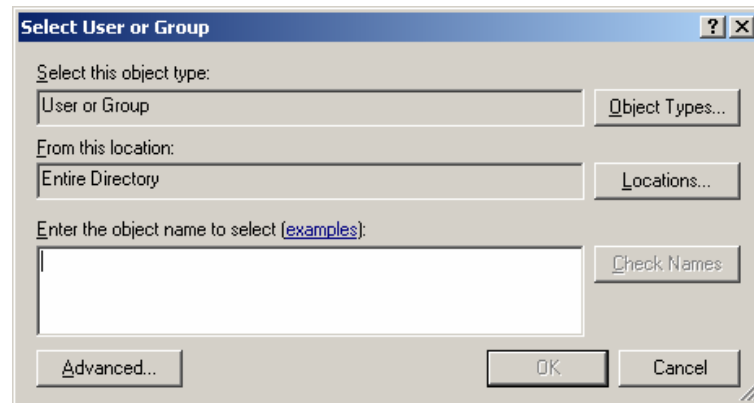 Select User or Group
Select this object type:
User or Group
Object Types...
From this location:
Entire Directory
Locations...
Enter the object name to select (examples):
Check Names
Advanced...
OK
Cancel